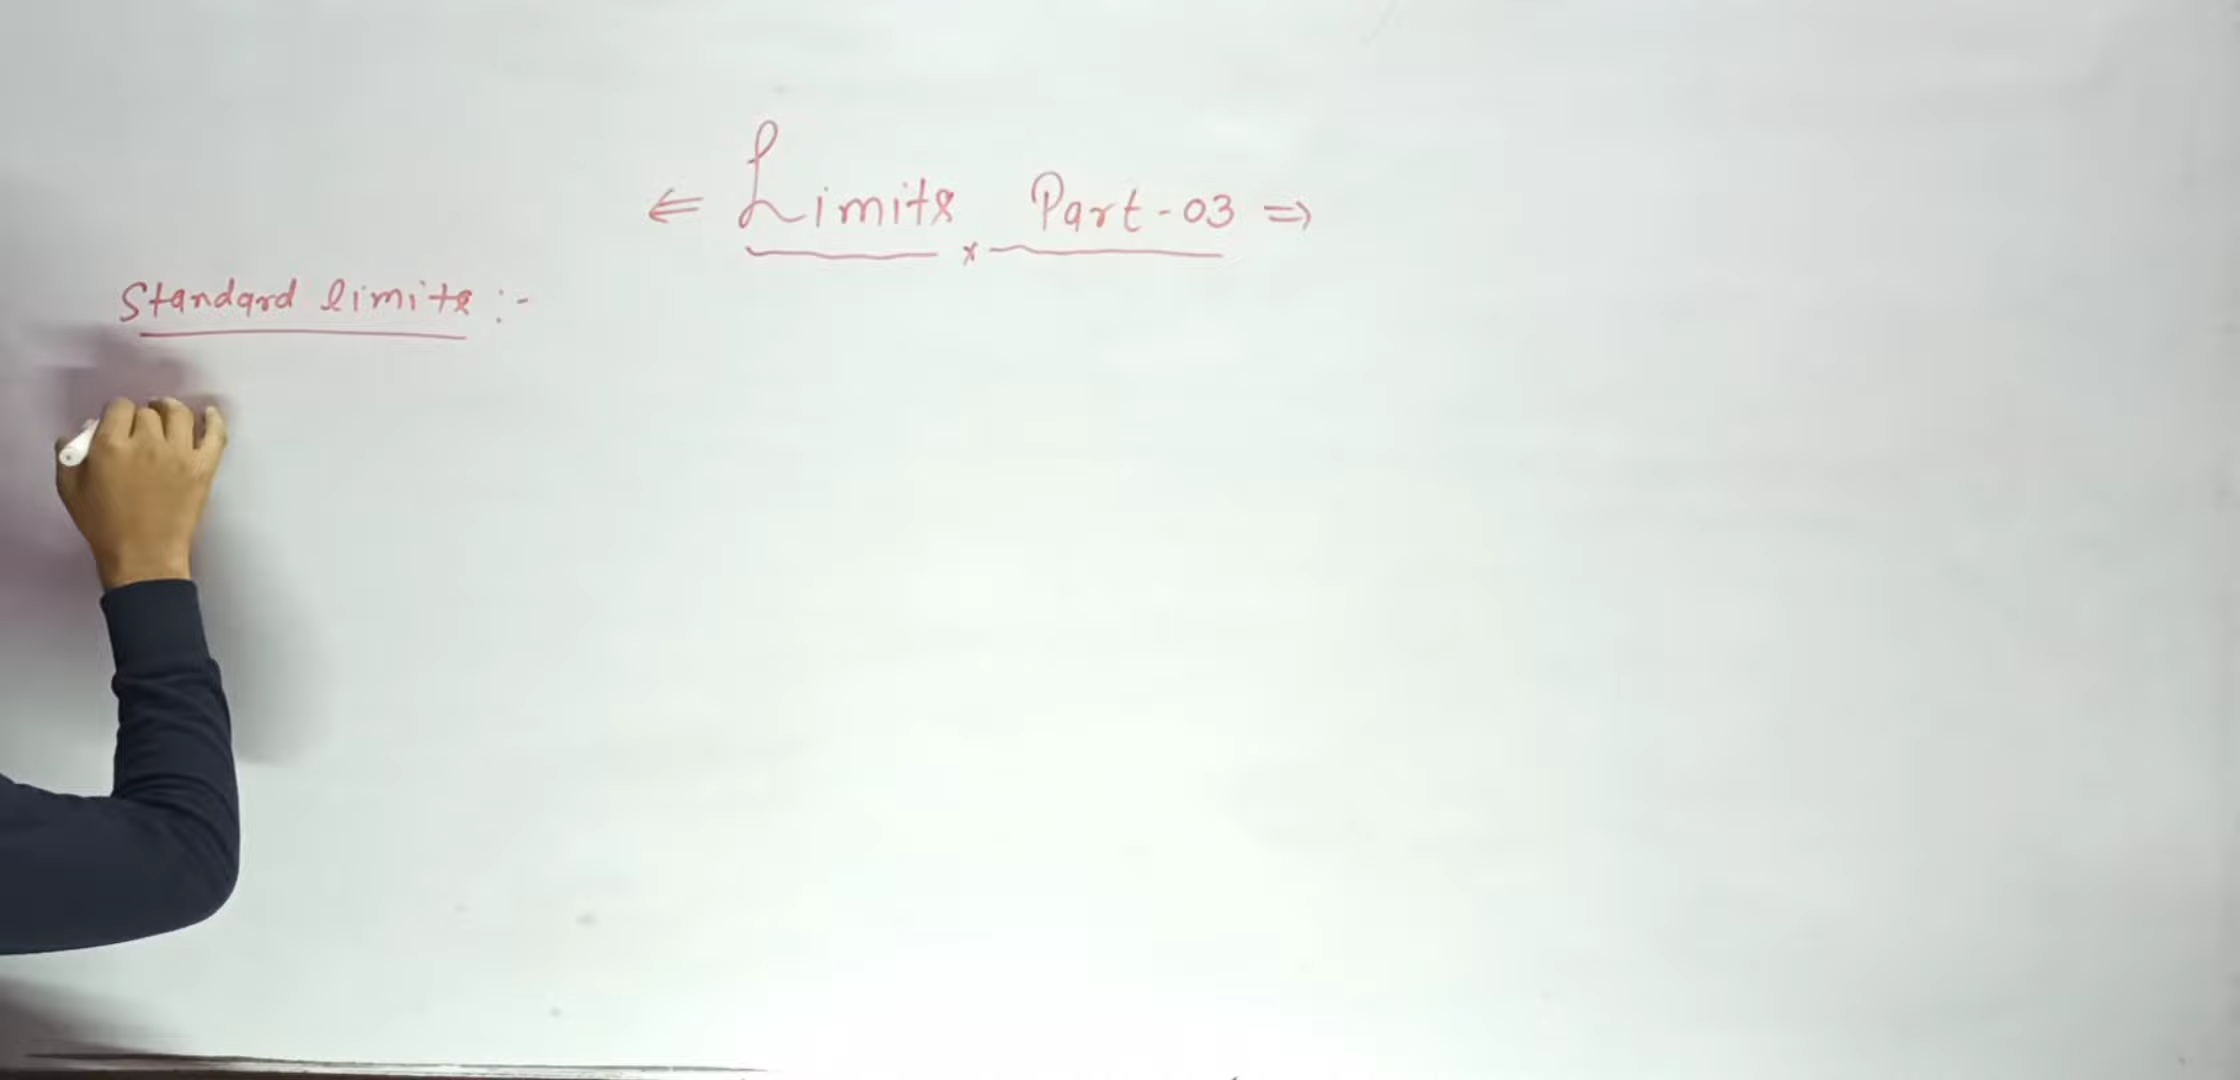 ⇐ Limits Part-03 ⇒
Standard limits :-